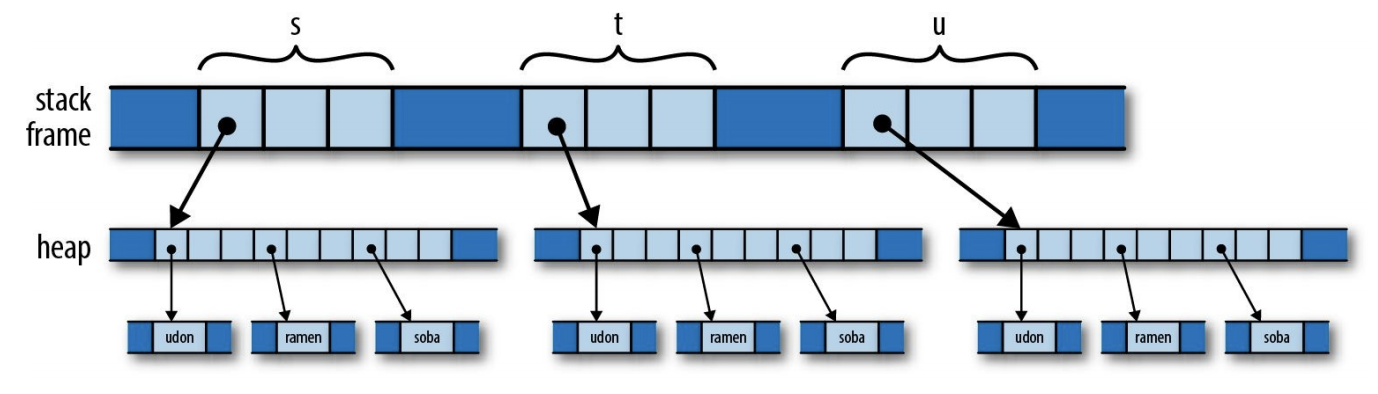 s
t
u
stack
frame
heap
udon
ramen
soba
udon
ramen
soba
udon
ramen
soba